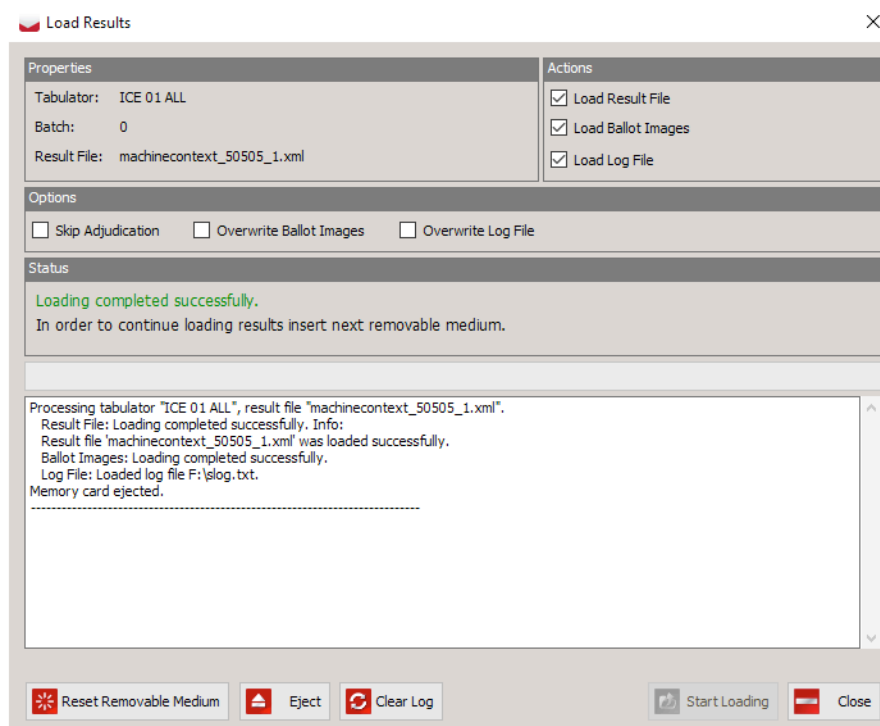 Load Results
Properties
Tabulator: ICE 01 ALL
Batch: 0
Result File: machinecontext_50505_1.xml
Actions
Load Result File
Load Ballot Images
Load Log File
Options
Skip Adjudication Overwrite Ballot Images Overwrite Log File
Status
Loading completed successfully.
In order to continue loading results insert next removable medium.
Processing tabulator "ICE 01 ALL", result file "machinecontext_50505_1.xml".
Result File: Loading completed successfully. Info:
Result file 'machinecontext_50505_1.xml' was loaded successfully.
Ballot Images: Loading completed successfully.
Log File: Loaded log file F:\slog.txt.
Memory card ejected.
--------------------------------------------------------------------------------
Reset Removable Medium Eject Clear Log Start Loading Close